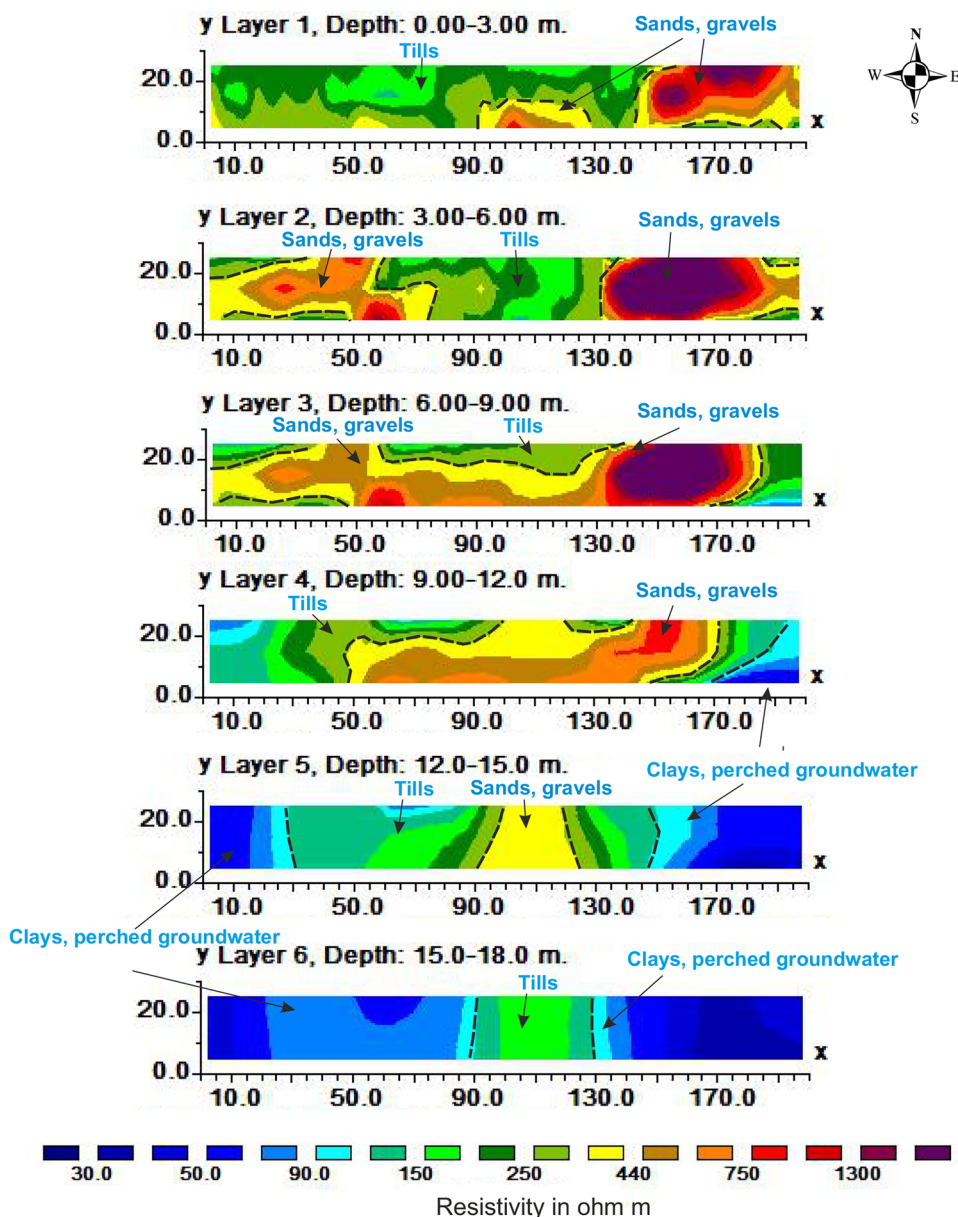 y Layer 1, Depth: 0.00-3.00 m.
Sands, gravels
Tills
N
W E
S
20.0
0.0
x
10.0 50.0 90.0 130.0 170.0
y Layer 2, Depth: 3.00-6.00 m.
Sands, gravels
Tills
Sands, gravels
20.0
0.0
x
10.0 50.0 90.0 130.0 170.0
y Layer 3, Depth: 6.00-9.00 m.
Sands, gravels
Tills
Sands, gravels
20.0
0.0
x
10.0 50.0 90.0 130.0 170.0
y Layer 4, Depth: 9.00-12.0 m.
Tills
Sands, gravels
20.0
0.0
x
10.0 50.0 90.0 130.0 170.0
y Layer 5, Depth: 12.0-15.0 m.
Clays, perched groundwater
Tills
Sands, gravels
20.0
0.0
x
10.0 50.0 90.0 130.0 170.0
Clays, perched groundwater
y Layer 6, Depth: 15.0-18.0 m.
Clays, perched groundwater
Tills
20.0
0.0
x
10.0 50.0 90.0 130.0 170.0
30.0 50.0 90.0 150 250 440 750 1300
Resistivity in ohm m